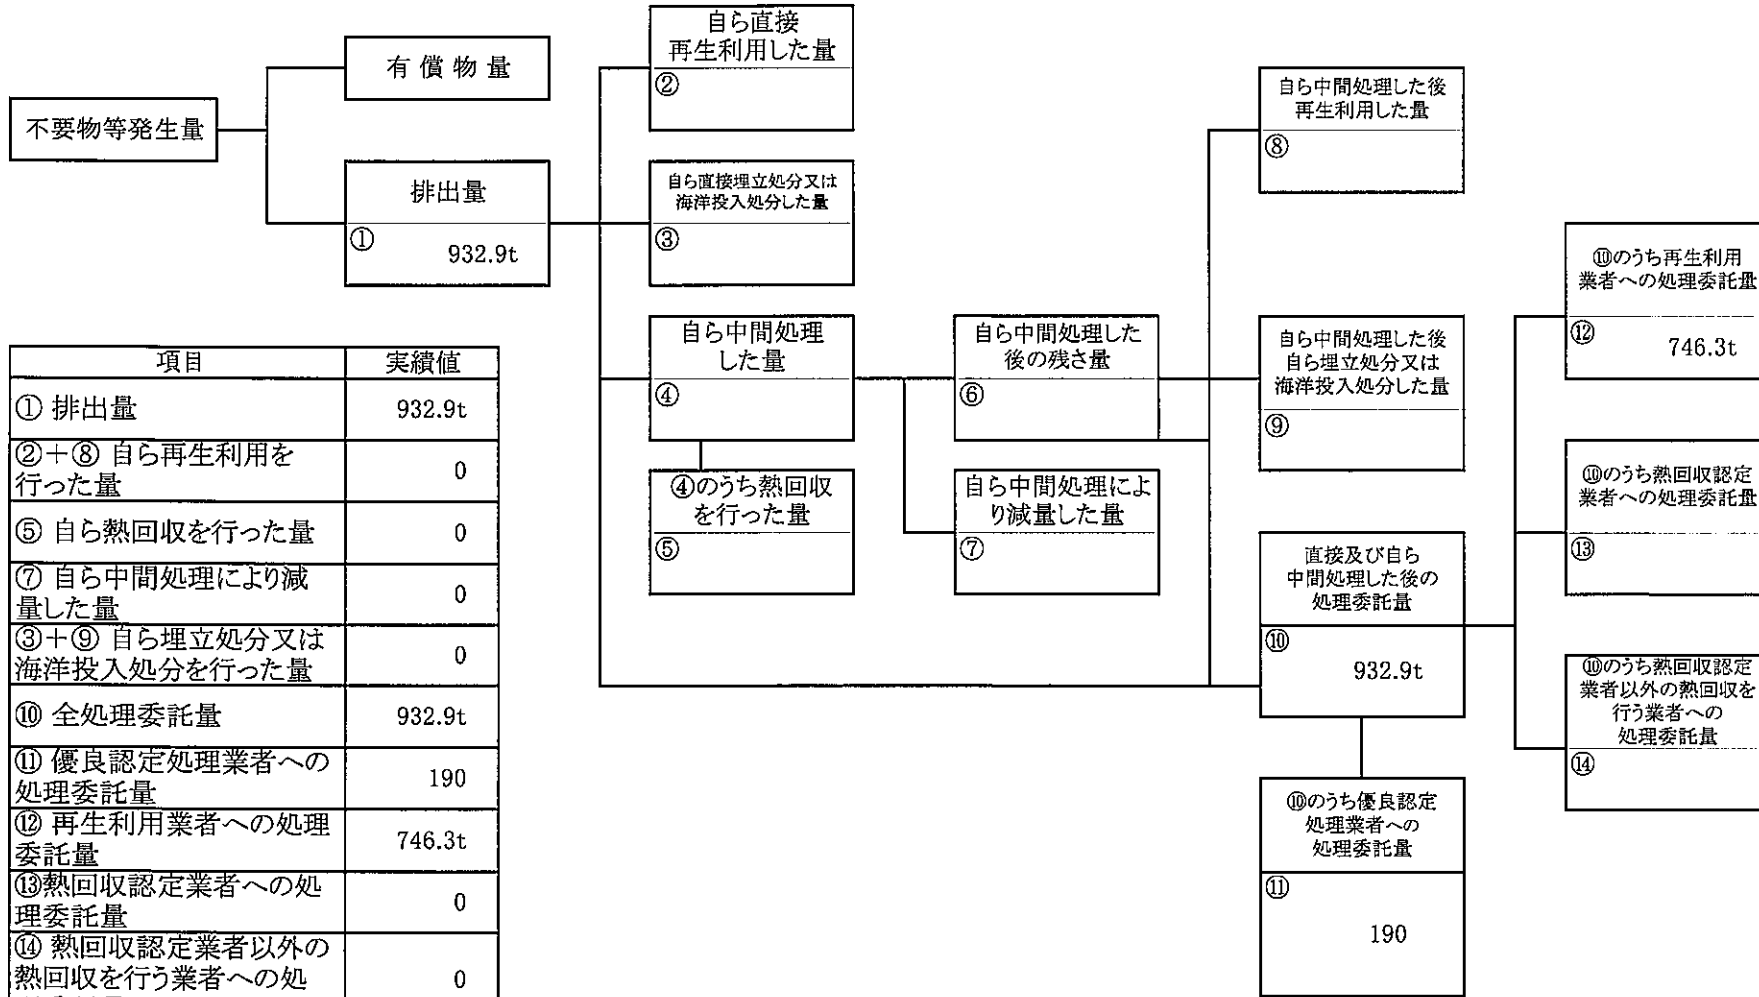 不要物等発生量
有 償 物 量
排出量
①
932.9t
自ら直接
再生利用した量
②
自ら直接埋立処分又は
海洋投入処分した量
③
自ら中間処理
した量
④
④のうち熱回収
を行った量
⑤
自ら中間処理した
後の残さ量
⑥
自ら中間処理によ
り減量した量
⑦
自ら中間処理した後
再生利用した量
⑧
自ら中間処理した後
自ら埋立処分又は
海洋投入処分した量
⑨
直接及び自ら
中間処理した後の
処理委託量
⑩
932.9t
⑩のうち優良認定
処理業者への
処理委託量
⑪
190
⑩のうち再生利用
業者への処理委託量
⑫
746.3t
⑩のうち熱回収認定
業者への処理委託量
⑬
⑩のうち熱回収認定
業者以外の熱回収を
行う業者への
処理委託量
⑭
項目 実績値
① 排出量 932.9t
②+⑧ 自ら再生利用を
行った量 0
⑤ 自ら熱回収を行った量 0
⑦ 自ら中間処理により減
量した量 0
③+⑨ 自ら埋立処分又は
海洋投入処分を行った量 0
⑩ 全処理委託量 932.9t
⑪ 優良認定処理業者への
処理委託量 190
⑫ 再生利用業者への処理
委託量 746.3t
⑬熱回収認定業者への処
理委託量 0
⑭ 熱回収認定業者以外の
熱回収を行う業者への処 0